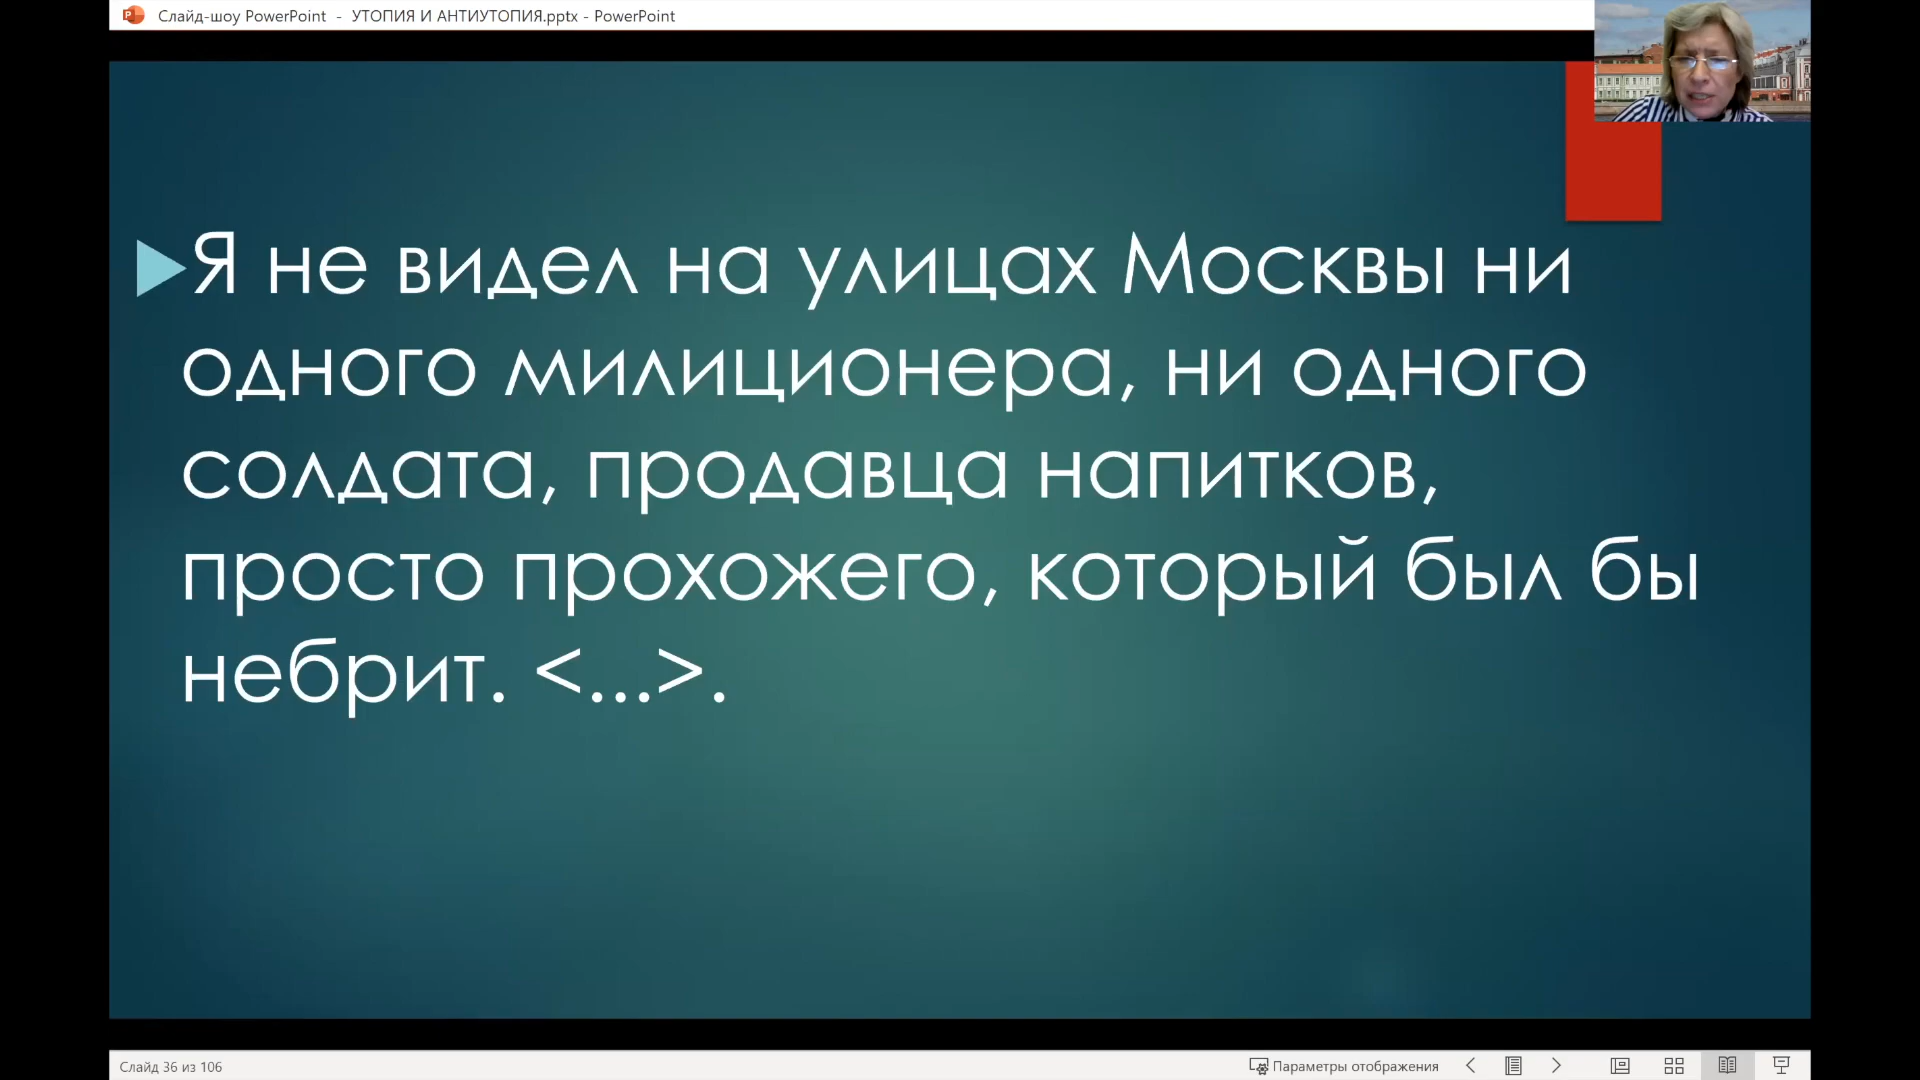 Слайд-шоу PowerPoint - УТОПИЯ И АНТИУТОПИЯ.pptx - PowerPoint
Я не видел на улицах Москвы ни
одного милиционера, ни одного
солдата, продавца напитков,
просто прохожего, который был бы
небрит. <...>.
Слайд 36 из 106
Параметры отображения